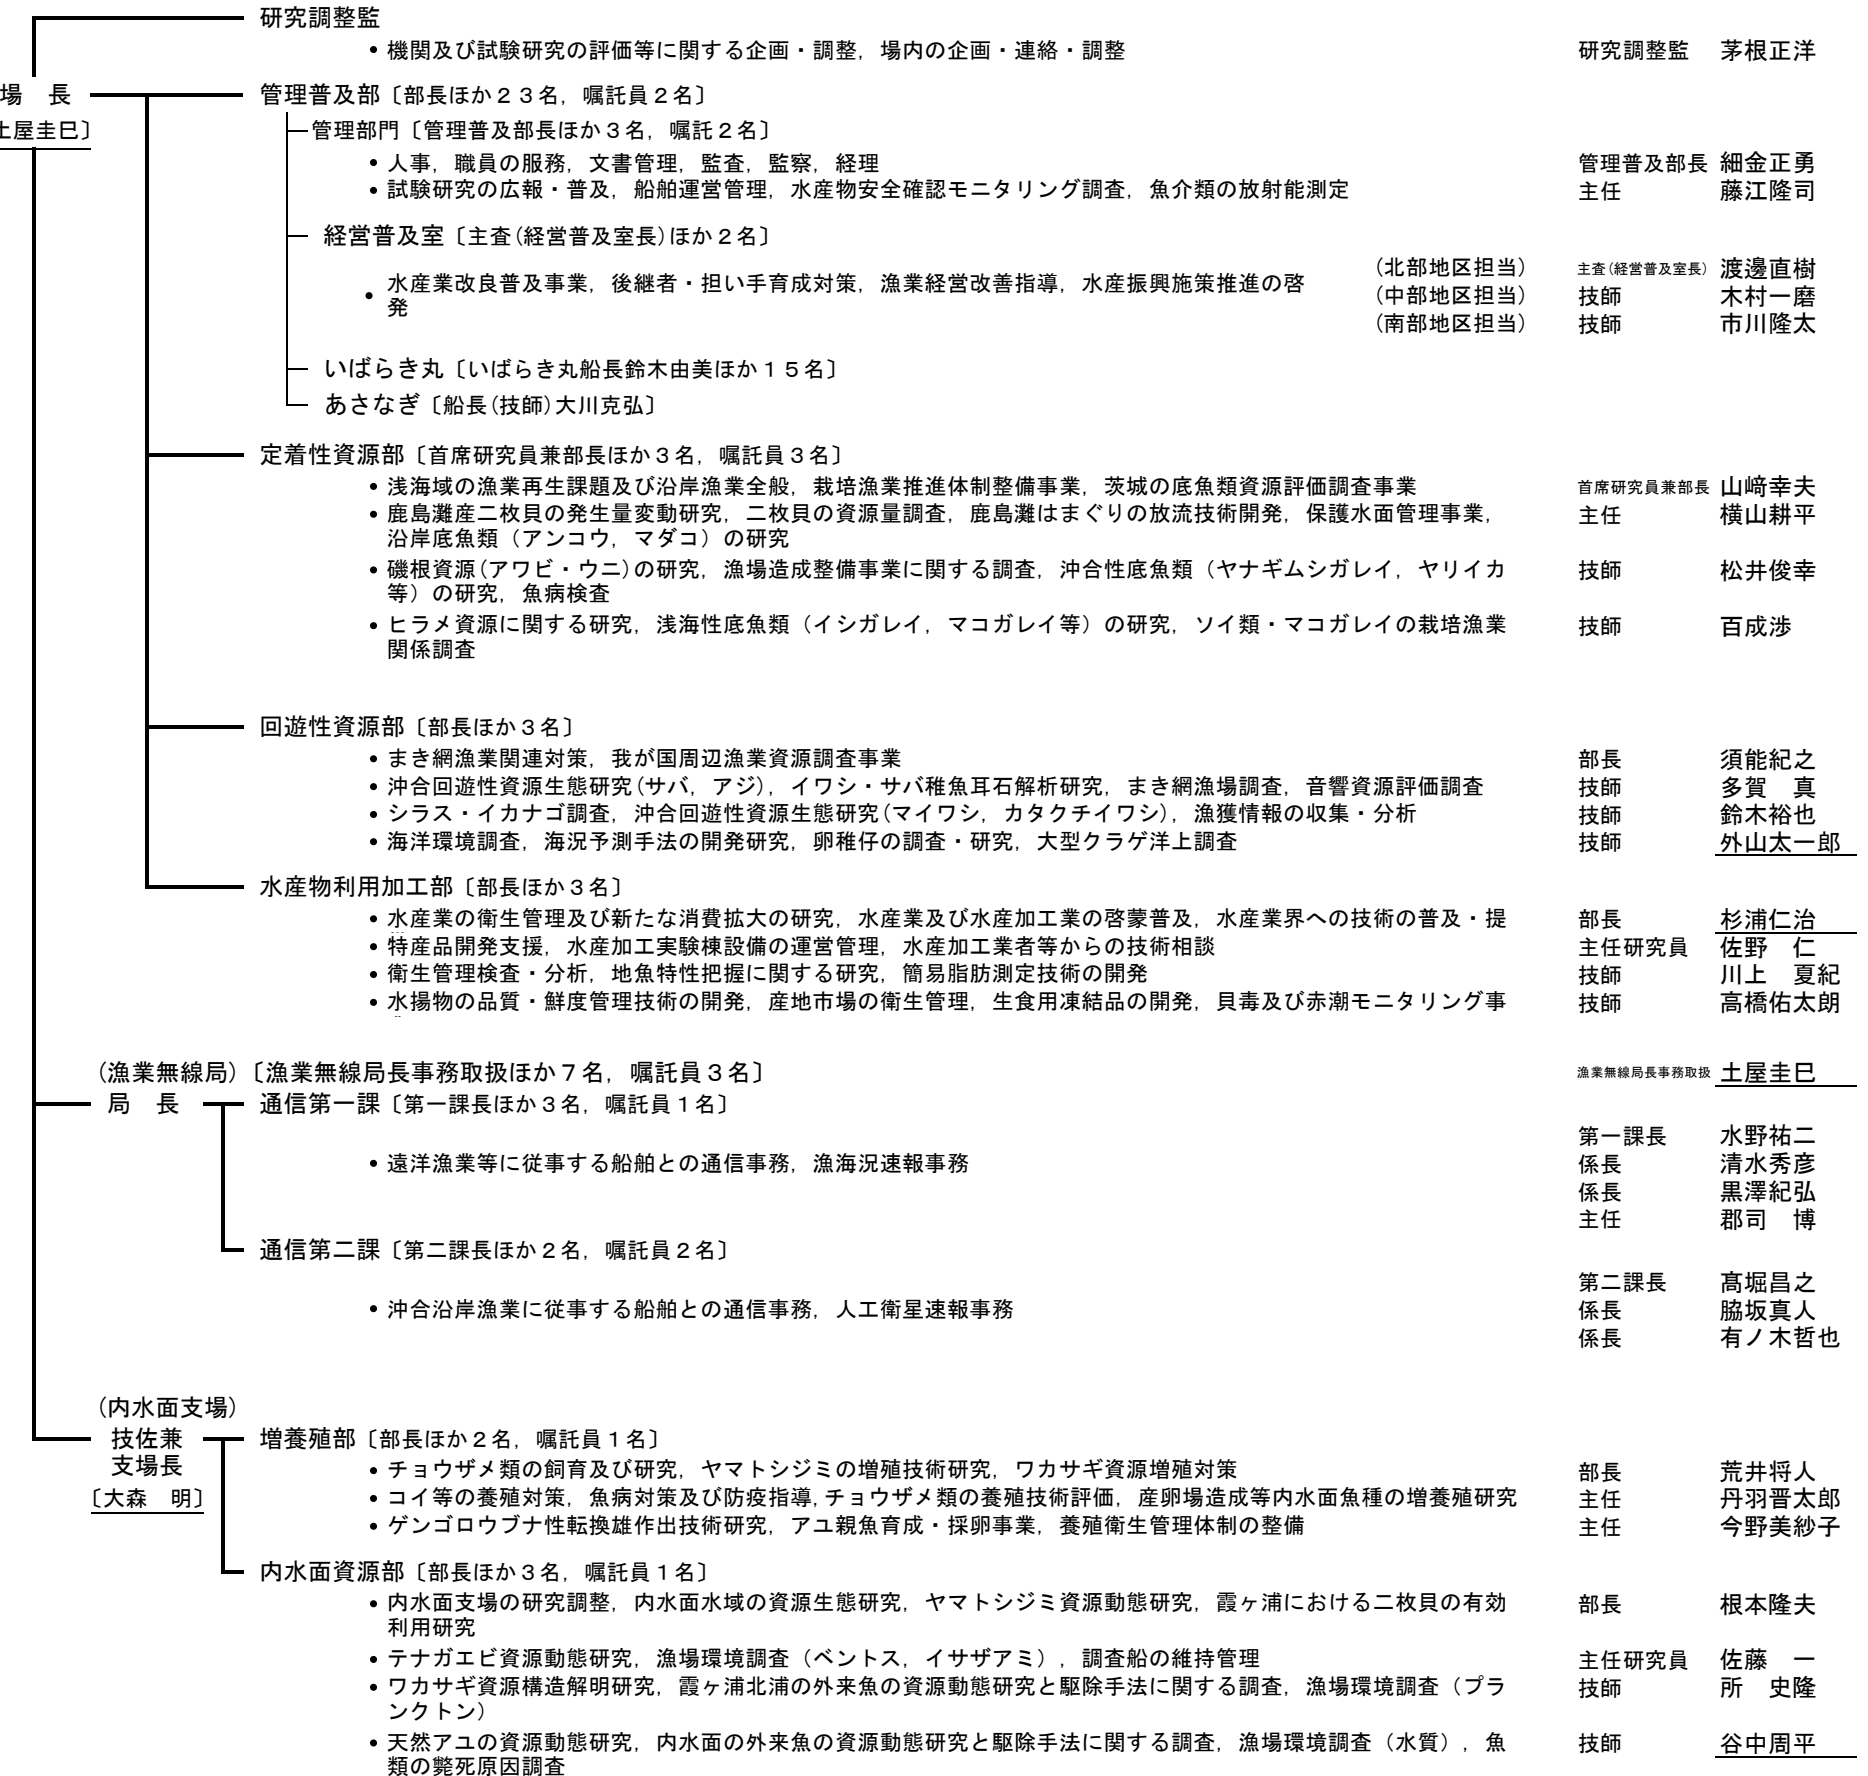 研究調整監
・機関及び試験研究の評価等に関する企画・調整，場内の企画・連絡・調整　研究調整監　茅根正洋
場　長　管理普及部〔部長ほか２３名，嘱託員２名〕
土屋圭巳〕
管理部門〔管理普及部長ほか３名，嘱託２名〕
・人事，職員の服務，文書管理，監査，監察，経理　管理普及部長　細金正勇
・試験研究の広報・普及，船舶運営管理，水産物安全確認モニタリング調査，魚介類の放射能測定　主任　藤江隆司
経営普及室〔主査(経営普及室長)ほか２名〕
(北部地区担当)　主査(経営普及室長)　渡邊直樹
・水産業改良普及事業，後継者・担い手育成対策，漁業経営改善指導，水産振興施策推進の啓
発
(中部地区担当)　技師　木村一磨
(南部地区担当)　技師　市川隆太
いばらき丸〔いばらき丸船長鈴木由美ほか１５名〕
あさなぎ〔船長(技師)大川克弘〕
定着性資源部〔首席研究員兼部長ほか３名，嘱託員３名〕
・浅海域の漁業再生課題及び沿岸漁業全般，栽培漁業推進体制整備事業，茨城の底魚類資源評価調査事業　首席研究員兼部長　山﨑幸夫
・鹿島灘産二枚貝の発生量変動研究，二枚貝の資源量調査，鹿島灘はまぐりの放流技術開発，保護水面管理事業，　主任　横山耕平
沿岸底魚類（アンコウ，マダコ）の研究
・磯根資源(アワビ・ウニ)の研究，漁場造成整備事業に関する調査，沖合性底魚類（ヤナギムシガレイ，ヤリイカ　技師　松井俊幸
等）の研究，魚病検査
・ヒラメ資源に関する研究，浅海性底魚類（イシガレイ，マコガレイ等）の研究，ソイ類・マコガレイの栽培漁業　技師　百成渉
関係調査
回遊性資源部〔部長ほか３名〕
・まき網漁業関連対策，我が国周辺漁業資源調査事業　部長　須能紀之
・沖合回遊性資源生態研究(サバ，アジ)，イワシ・サバ稚魚耳石解析研究，まき網漁場調査，音響資源評価調査　技師　多賀　真
・シラス・イカナゴ調査，沖合回遊性資源生態研究(マイワシ，カタクチイワシ)，漁獲情報の収集・分析　技師　鈴木裕也
・海洋環境調査，海況予測手法の開発研究，卵稚仔の調査・研究，大型クラゲ洋上調査　技師　外山太一郎
水産物利用加工部〔部長ほか３名〕
・水産業の衛生管理及び新たな消費拡大の研究，水産業及び水産加工業の啓蒙普及，水産業界への技術の普及・提　部長　杉浦仁治
・特産品開発支援，水産加工実験棟設備の運営管理，水産加工業者等からの技術相談　主任研究員　佐野　仁
・衛生管理検査・分析，地魚特性把握に関する研究，簡易脂肪測定技術の開発　技師　川上　夏紀
・水揚物の品質・鮮度管理技術の開発，産地市場の衛生管理，生食用凍結品の開発，貝毒及び赤潮モニタリング事　技師　高橋佑太朗
(漁業無線局)〔漁業無線局長事務取扱ほか７名，嘱託員３名〕　漁業無線局長事務取扱　土屋圭巳
局　長　通信第一課〔第一課長ほか３名，嘱託員１名〕
第一課長　水野祐二
・遠洋漁業等に従事する船舶との通信事務，漁海況速報事務　係長　清水秀彦
係長　黒澤紀弘
主任　郡司　博
通信第二課〔第二課長ほか２名，嘱託員２名〕
第二課長　髙堀昌之
・沖合沿岸漁業に従事する船舶との通信事務，人工衛星速報事務　係長　脇坂真人
係長　有ノ木哲也
(内水面支場)
技佐兼　増養殖部〔部長ほか２名，嘱託員１名〕
支場長
・チョウザメ類の飼育及び研究，ヤマトシジミの増殖技術研究，ワカサギ資源増殖対策　部長　荒井将人
〔大森　明〕　・コイ等の養殖対策，魚病対策及び防疫指導,チョウザメ類の養殖技術評価，産卵場造成等内水面魚種の増養殖研究　主任　丹羽晋太郎
・ゲンゴロウブナ性転換雄作出技術研究，アユ親魚育成・採卵事業，養殖衛生管理体制の整備　主任　今野美紗子
内水面資源部〔部長ほか３名，嘱託員１名〕
・内水面支場の研究調整，内水面水域の資源生態研究，ヤマトシジミ資源動態研究，霞ヶ浦における二枚貝の有効　部長　根本隆夫
利用研究
・テナガエビ資源動態研究，漁場環境調査（ベントス，イサザアミ），調査船の維持管理　主任研究員　佐藤　一
・ワカサギ資源構造解明研究，霞ヶ浦北浦の外来魚の資源動態研究と駆除手法に関する調査，漁場環境調査（プラ　技師　所　史隆
ンクトン）
・天然アユの資源動態研究，内水面の外来魚の資源動態研究と駆除手法に関する調査，漁場環境調査（水質），魚　技師　谷中周平
類の斃死原因調査